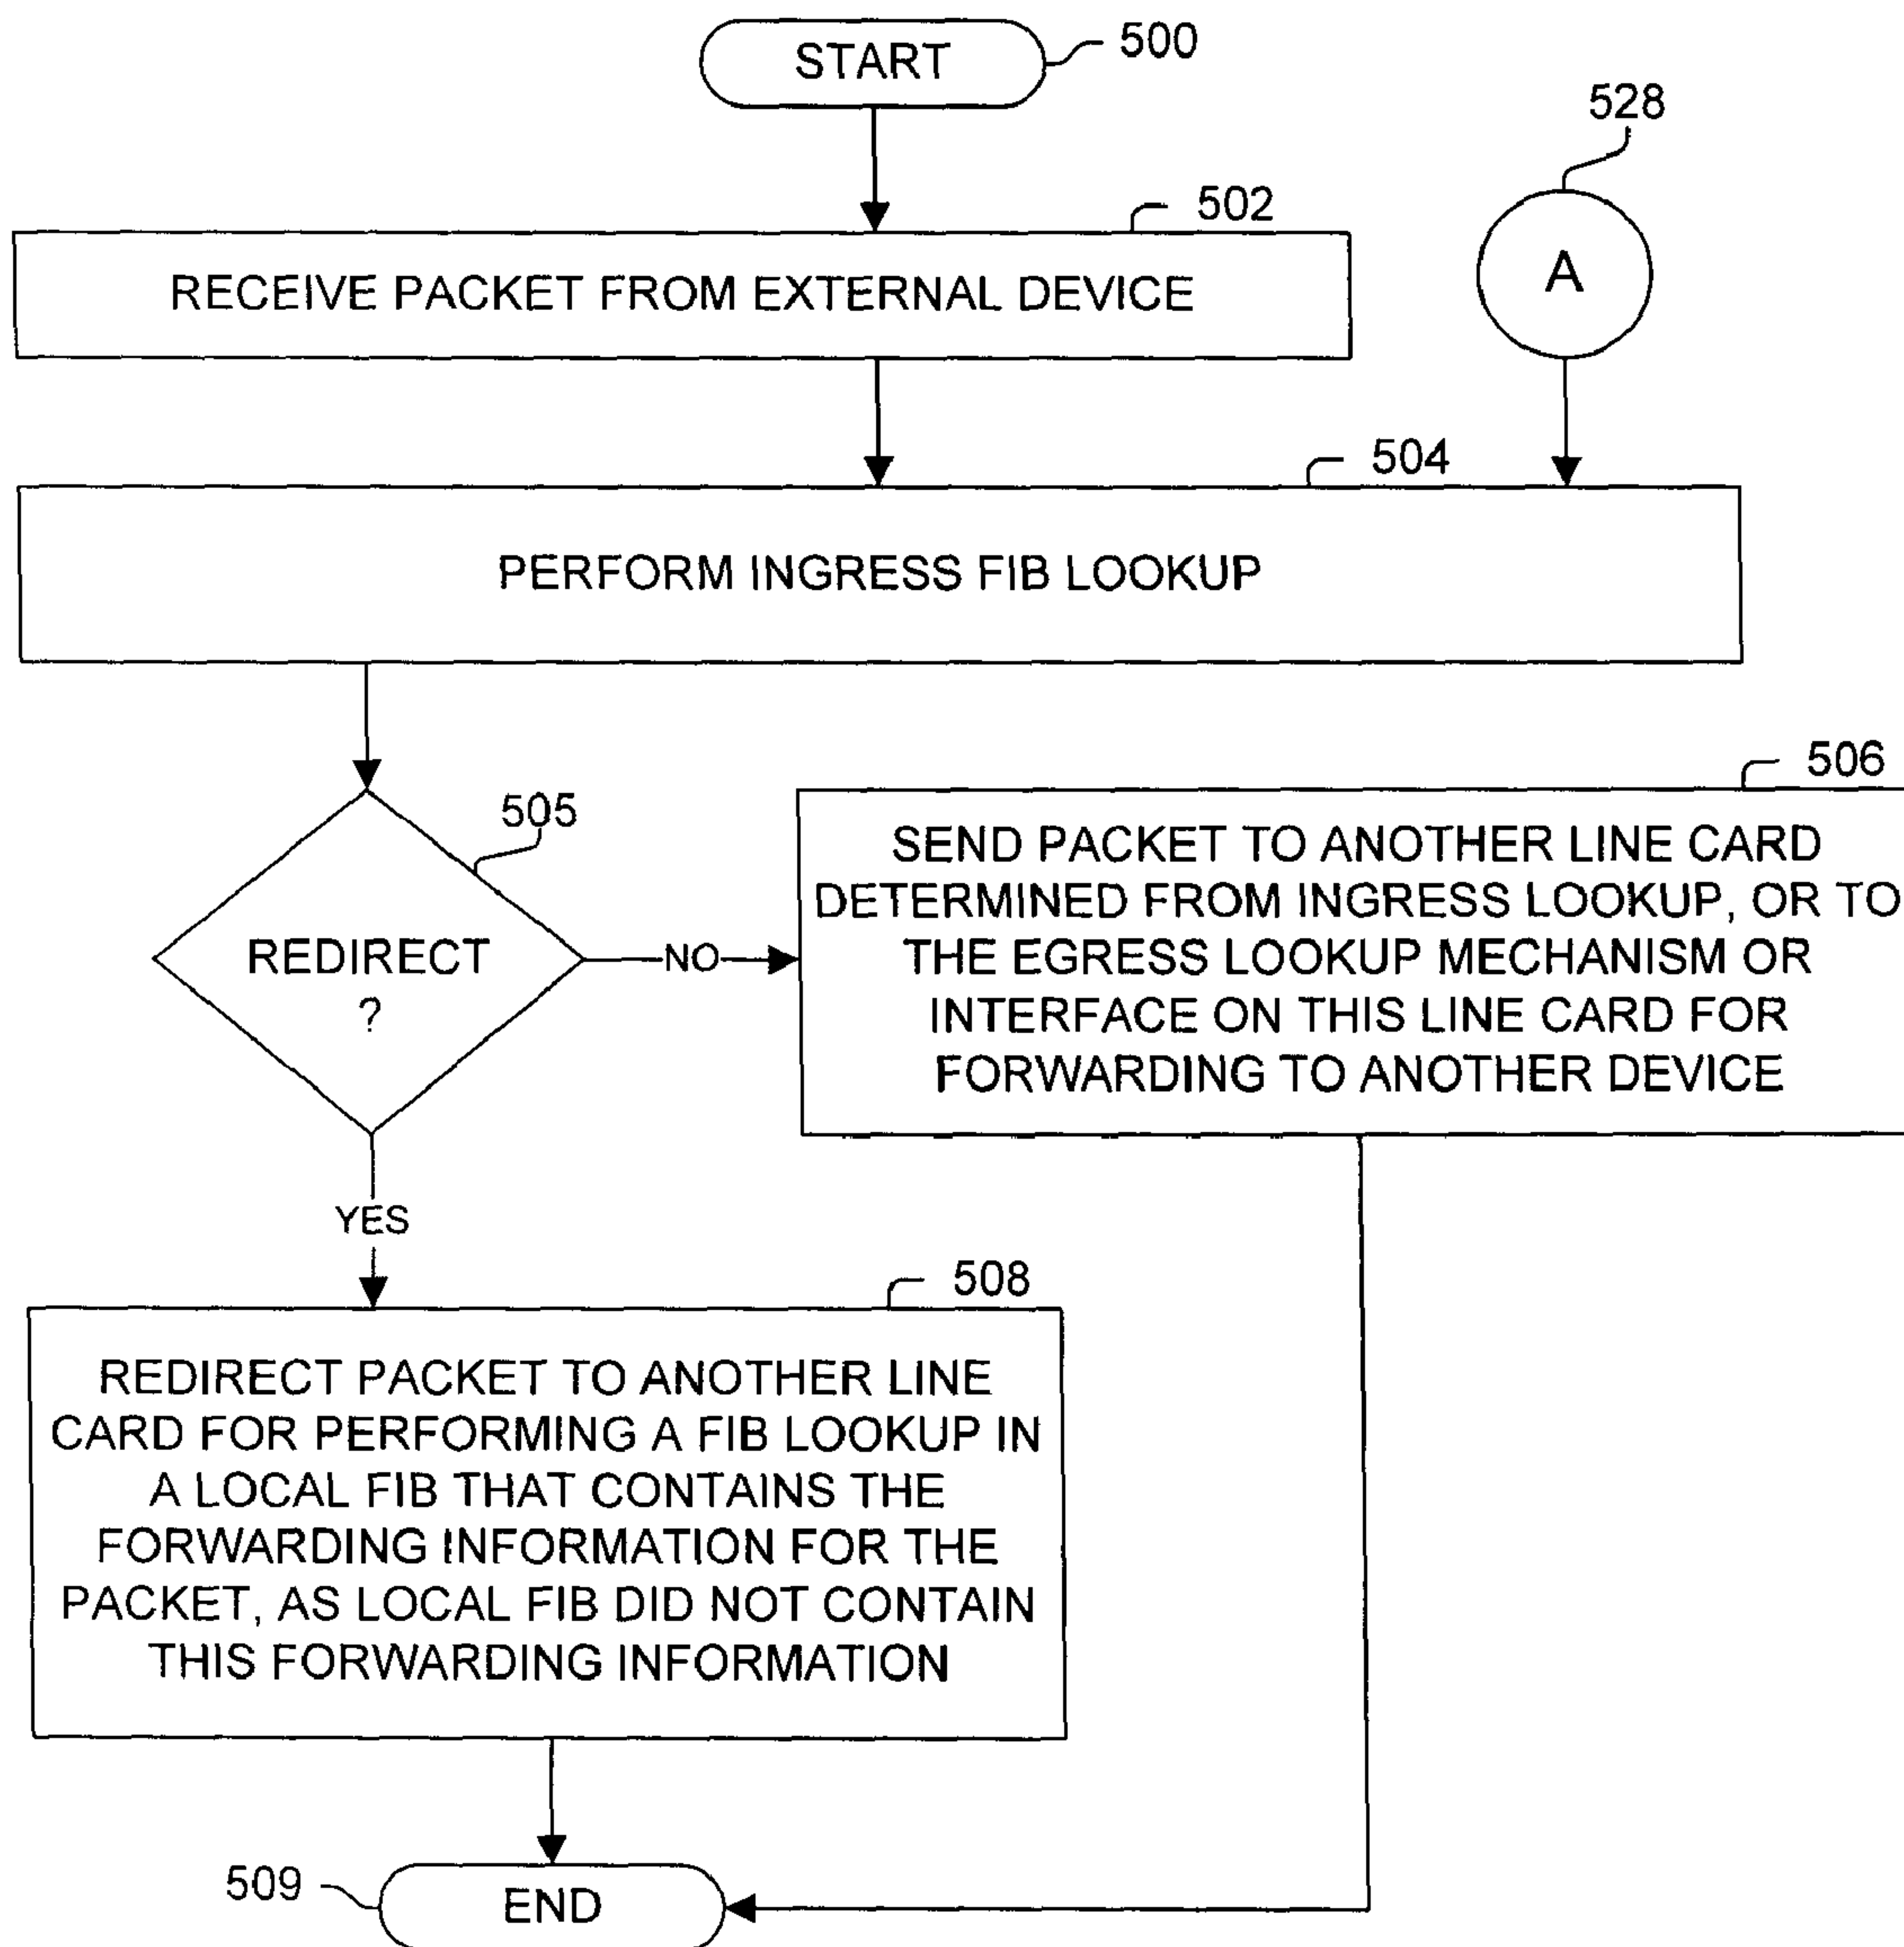 START
500
528
502
RECEIVE PACKET FROM EXTERNAL DEVICE
A
504
PERFORM INGRESS FIB LOOKUP
505
REDIRECT
?
NO
506
SEND PACKET TO ANOTHER LINE CARD
DETERMINED FROM INGRESS LOOKUP, OR TO
THE EGRESS LOOKUP MECHANISM OR
INTERFACE ON THIS LINE CARD FOR
FORWARDING TO ANOTHER DEVICE
YES
508
REDIRECT PACKET TO ANOTHER LINE
CARD FOR PERFORMING A FIB LOOKUP IN
A LOCAL FIB THAT CONTAINS THE
FORWARDING INFORMATION FOR THE
PACKET, AS LOCAL FIB DID NOT CONTAIN
THIS FORWARDING INFORMATION
509
END